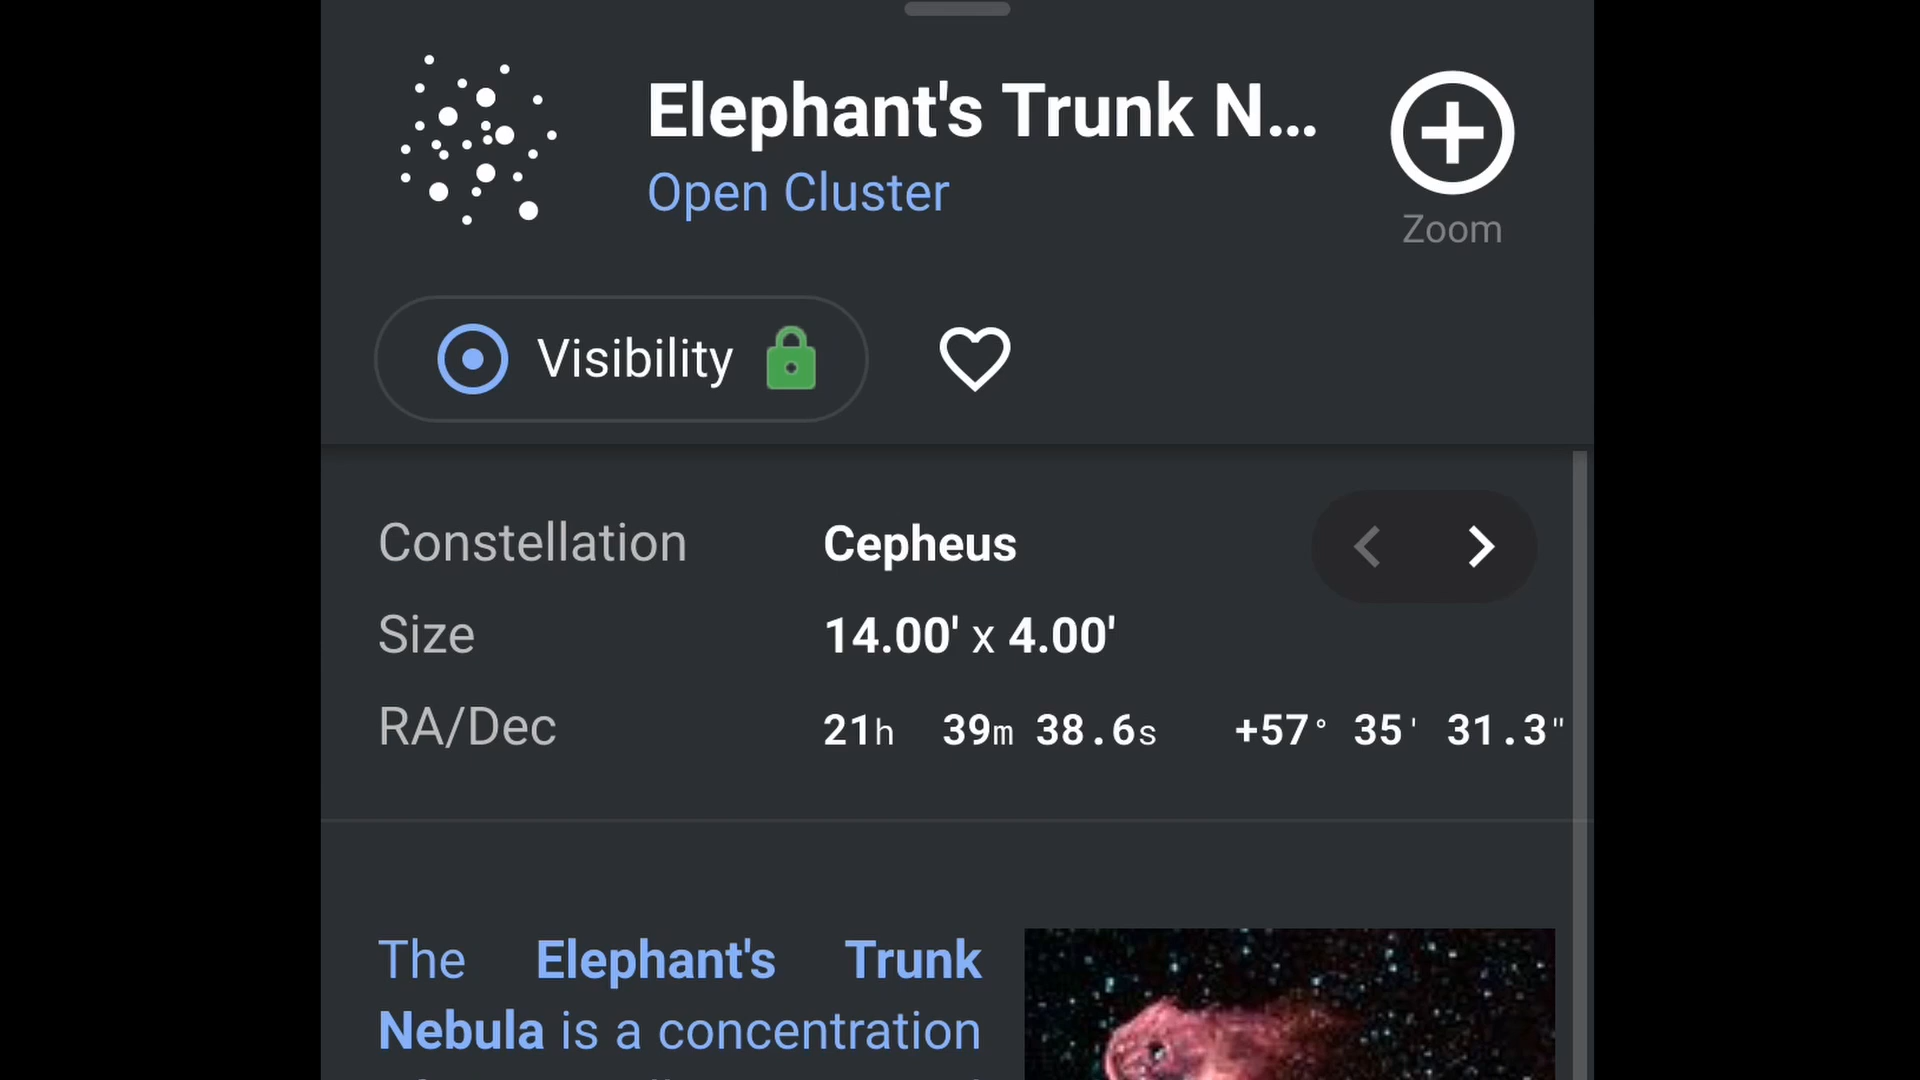 Elephant's Trunk N...
Open Cluster
Zoom
Visibility
Constellation Cepheus
Size 14.00' x 4.00'
RA/Dec 21h 39m 38.6s +57° 35' 31.3"
The Elephant's Trunk
Nebula is a concentration